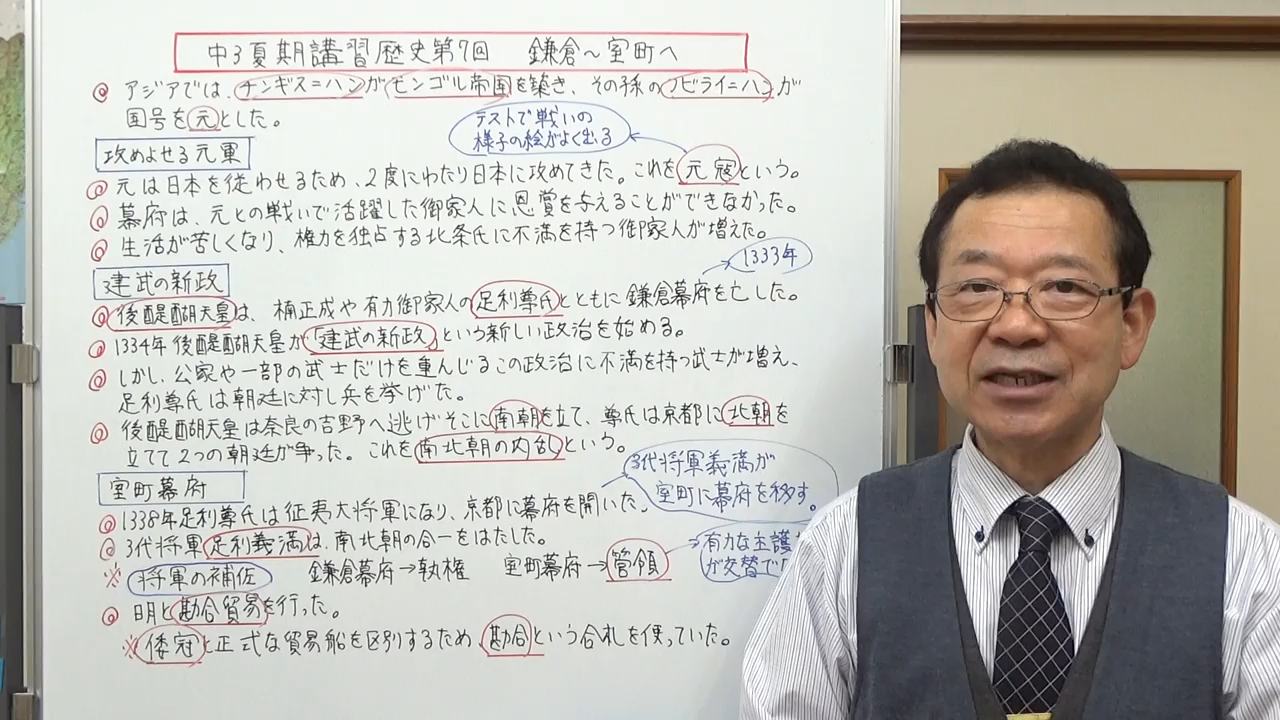 中3夏期講習歴史第7回 鎌倉～室町へ
◎ アジアでは、チンギス=ハンがモンゴル帝国を築き、その孫のフビライ=ハンが
国号を元とした。
テストで戦いの
様子の絵がよく出る
攻めよせる元軍
◎ 元は日本を従わせるため、2度にわたり日本に攻めてきた。これを元寇という。
◎ 幕府は、元との戦いで活躍した御家人に恩賞を与えることができなかった。
◎ 生活が苦しくなり、権力を独占する北条氏に不満を持つ御家人が増えた。
建武の新政
1333年
◎ 後醍醐天皇は、楠正成や有力御家人の足利尊氏とともに鎌倉幕府を亡した。
◎ 1334年後醍醐天皇が「建武の新政」という新しい政治を始める。
◎ しかし、公家や一部の武士だけを重んじるこの政治に不満を持つ武士が増え、
足利尊氏は朝廷に対し兵を挙げた。
◎ 後醍醐天皇は奈良の吉野へ逃げそこに南朝を立て、尊氏は京都に北朝を
立てて2つの朝廷が争った。これを南北朝の内乱という。
室町幕府
3代将軍義満が
室町に幕府を移す。
◎ 1338年足利尊氏は征夷大将軍になり、京都に幕府を開いた。
◎ 3代将軍足利義満は、南北朝の合一をはたした。
※ 将軍の補佐 鎌倉幕府→執権 室町幕府→管領
有力な主護
が交替で
◎ 明と勘合貿易を行った。
※ 倭冠と正式な貿易船を区別するため、勘合という合札を使っていた。